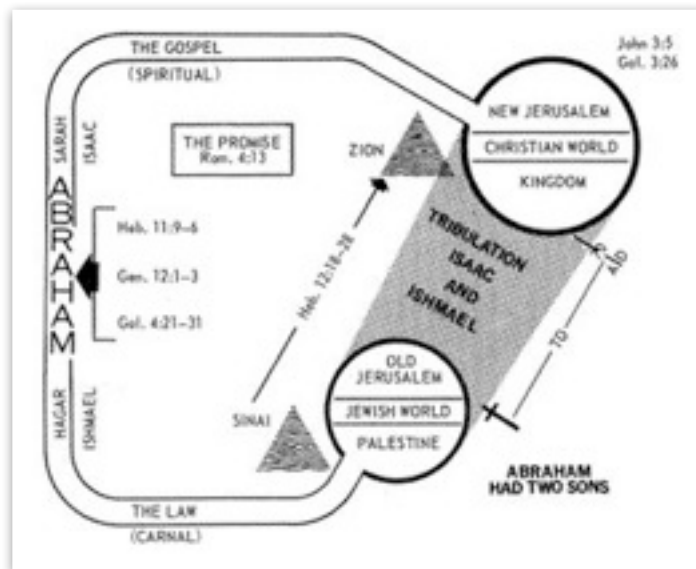 THE GOSPEL
(SPIRITUAL)
John 3:5
Gal. 3:26
NEW JERUSALEM
CHRISTIAN WORLD
KINGDOM
THE PROMISE
Rom. 4:13
ZION
SARAH
ISAAC
ABRAHAM
Heb. 11:9-6
Gen. 12:1-3
Gal. 4:21-31
Heb. 12:18-28
TRIBULATION
ISAAC
AND
ISHMAEL
TO
HAGAR
ISHMAEL
SINAI
OLD
JERUSALEM
JEWISH WORLD
PALESTINE
ABRAHAM
HAD TWO SONS
THE LAW
(CARNAL)